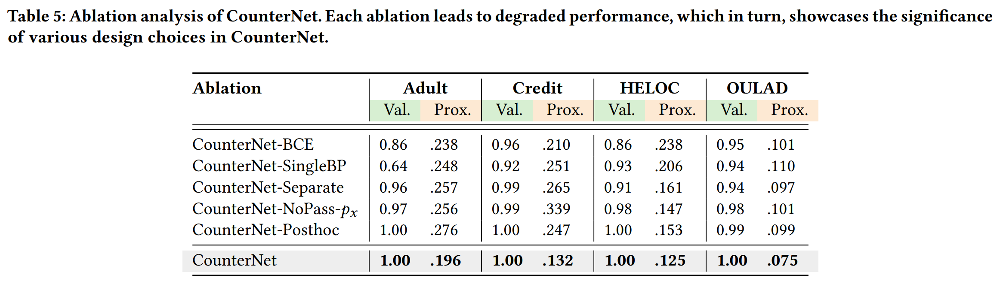 Table 5: Ablation analysis of CounterNet. Each ablation leads to degraded performance, which in turn, showcases the significance
of various design choices in CounterNet.
Ablation Adult Credit HELOC OULAD
Val. Prox. Val. Prox. Val. Prox. Val. Prox.
CounterNet-BCE 0.86 .238 0.96 .210 0.86 .238 0.95 .101
CounterNet-SingleBP 0.64 .248 0.92 .251 0.93 .206 0.94 .110
CounterNet-Separate 0.96 .257 0.99 .265 0.91 .161 0.94 .097
CounterNet-NoPass-pₓ 0.97 .256 0.99 .339 0.98 .147 0.98 .101
CounterNet-Posthoc 1.00 .276 1.00 .247 1.00 .153 0.99 .099
CounterNet 1.00 .196 1.00 .132 1.00 .125 1.00 .075